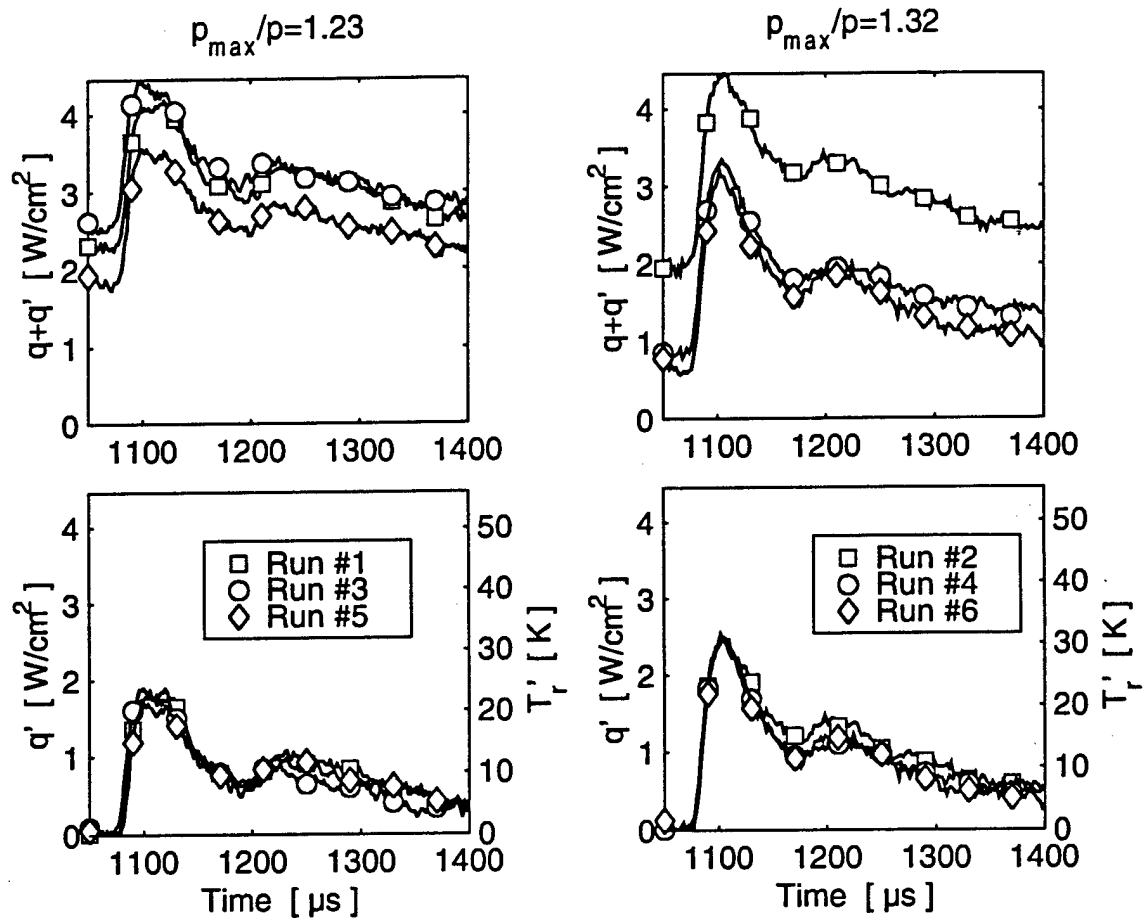 p_max/p=1.23
p_max/p=1.32
q+q' [ W/cm² ]
4
3
2
1
0
1100 1200 1300 1400
q+q' [ W/cm² ]
4
3
2
1
0
1100 1200 1300 1400
q' [ W/cm² ]
4
3
2
1
0
Run #1
Run #3
Run #5
50
40
30
20
10
0
T_r' [ K ]
1100 1200 1300 1400
Time [ µs ]
q' [ W/cm² ]
4
3
2
1
0
Run #2
Run #4
Run #6
50
40
30
20
10
0
T_r' [ K ]
1100 1200 1300 1400
Time [ µs ]